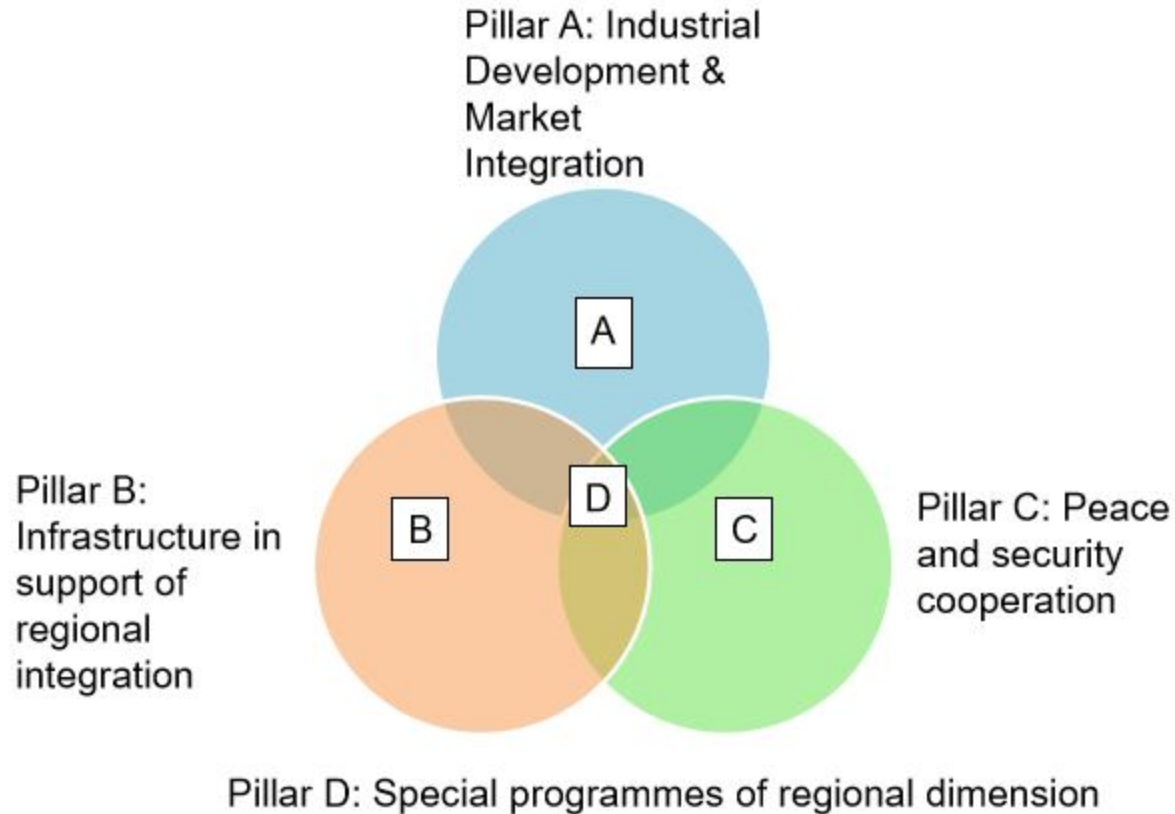 Pillar A: Industrial
Development &
Market
Integration
A
Pillar B:
Infrastructure in
support of
regional
integration
B
D
C
Pillar C: Peace
and security
cooperation
Pillar D: Special programmes of regional dimension